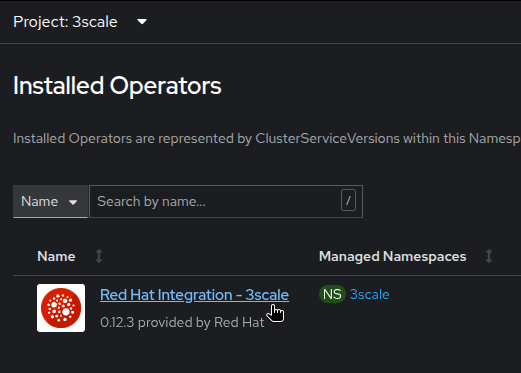 Project: 3scale
Installed Operators
Installed Operators are represented by ClusterServiceVersions within this Namesp
Name
Search by name...
/
Name
Managed Namespaces
Red Hat Integration - 3scale
NS 3scale
0.12.3 provided by Red Hat